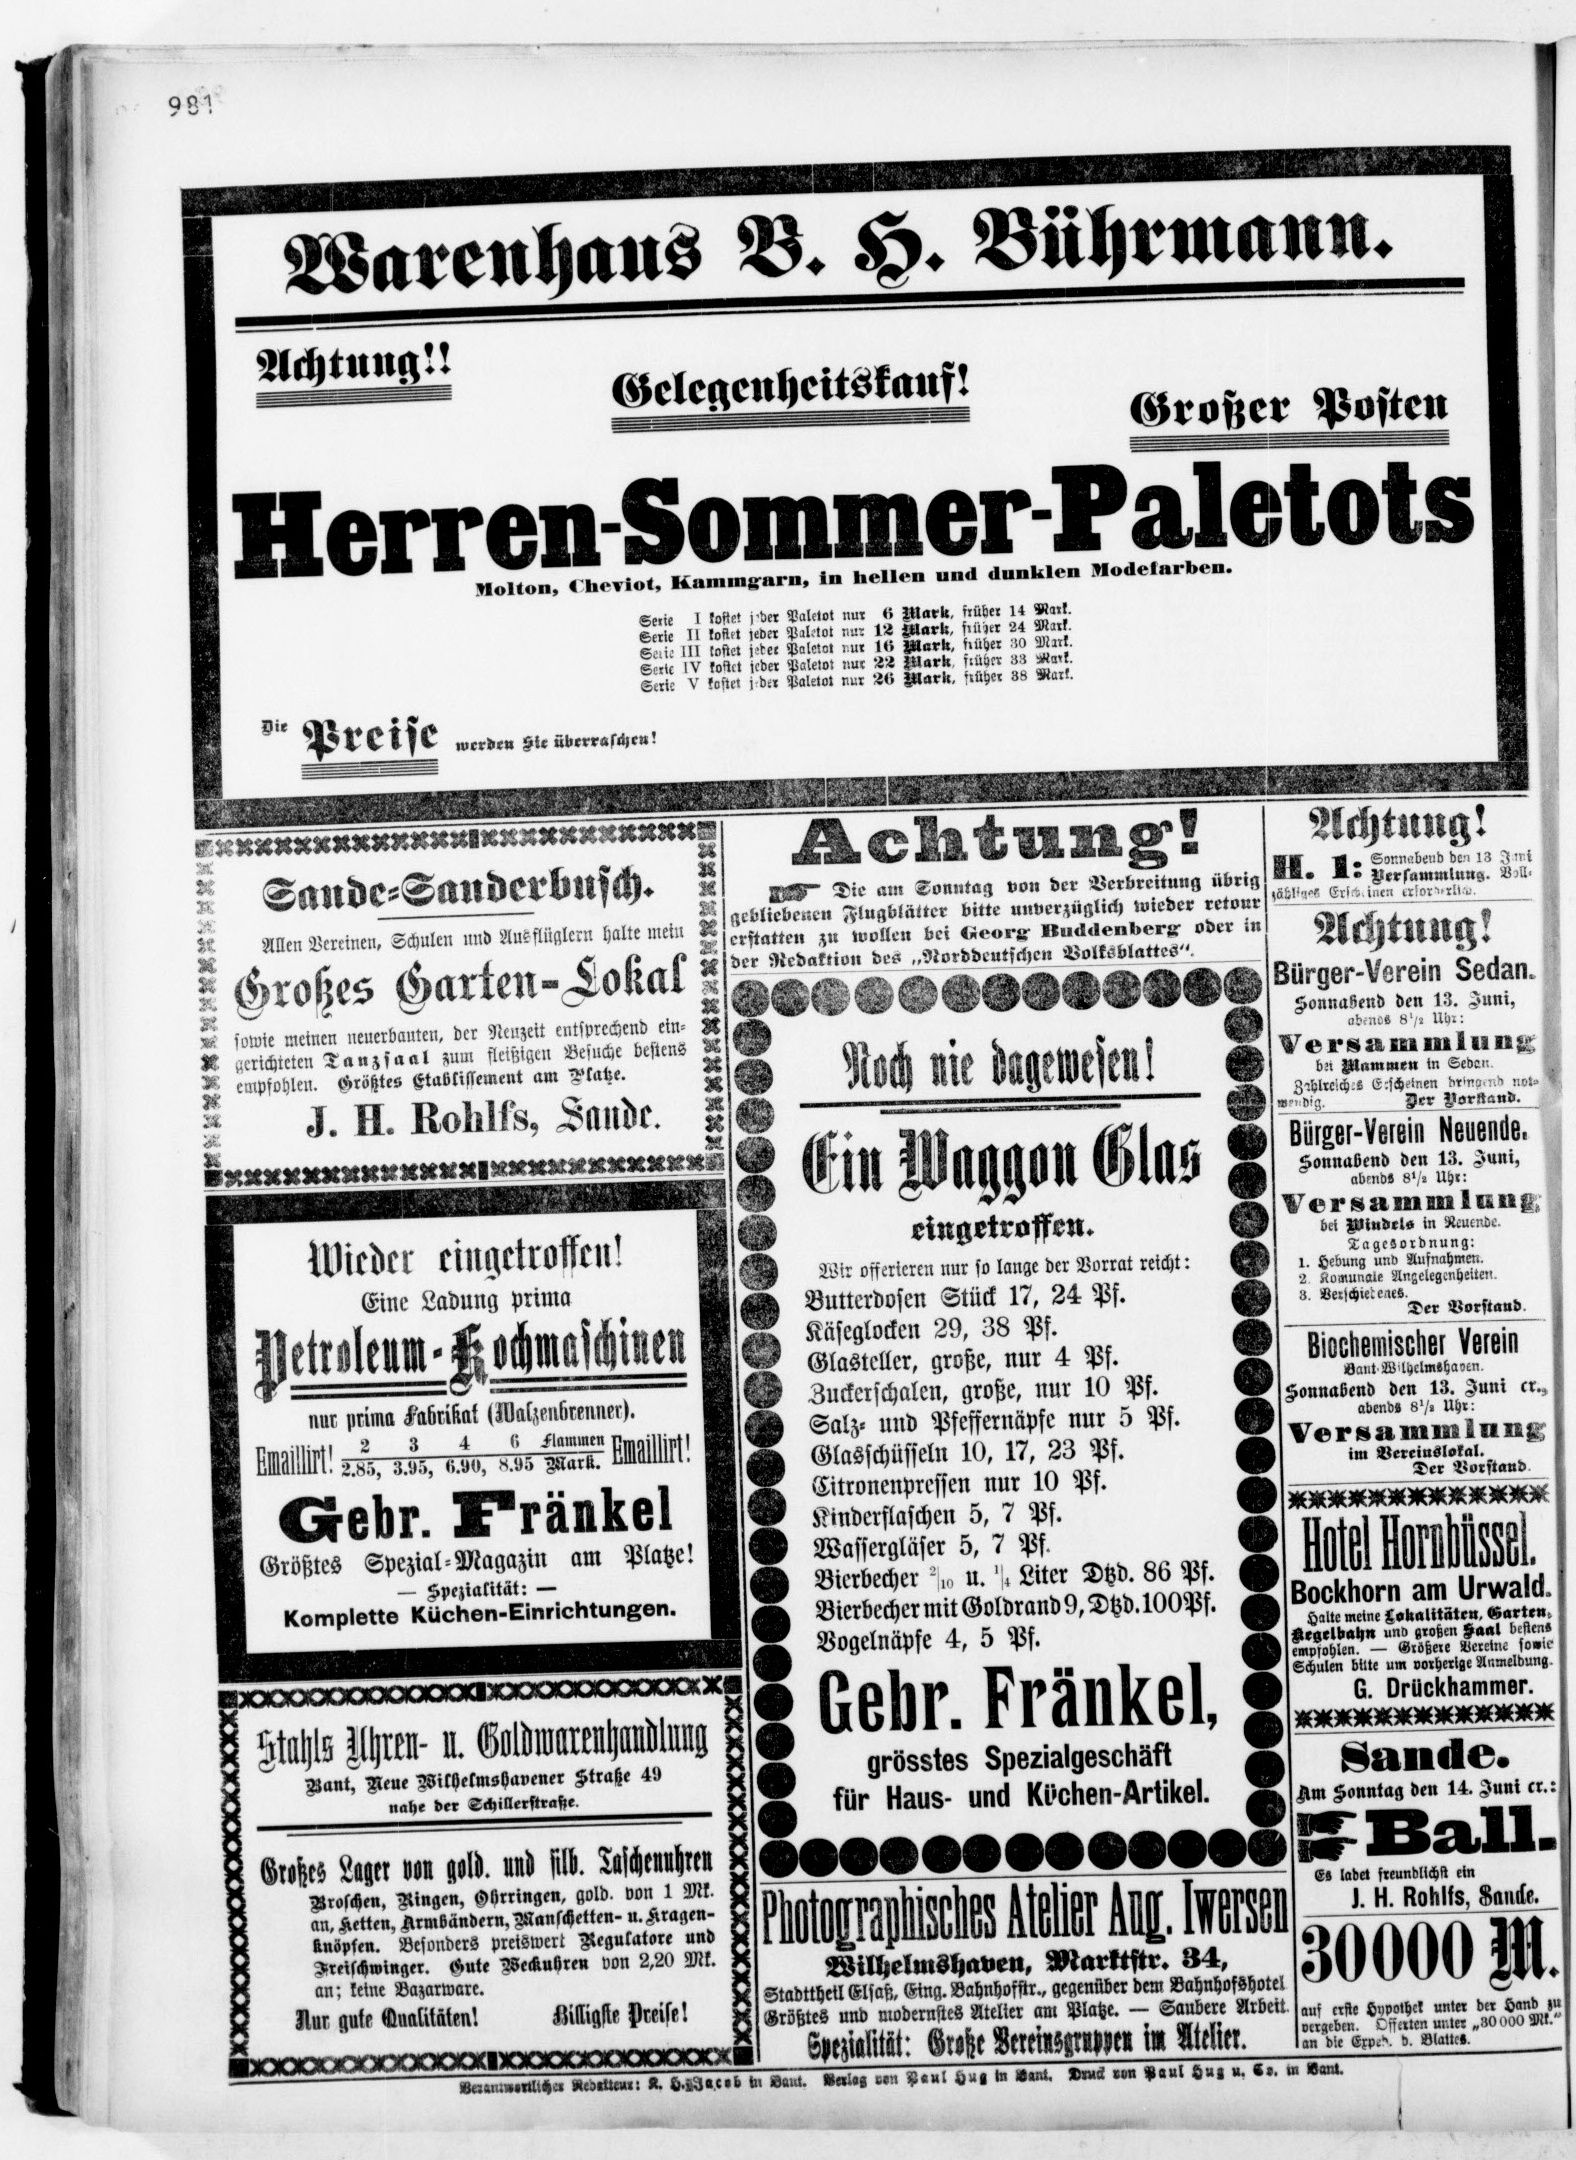 981
Warenhaus B. H. Bührmann.
Achtung!!
Gelegenheitskauf!
Großer Posten
Herren-Sommer-Paletots
Molton, Cheviot, Kammgarn, in hellen und dunklen Modefarben.
Serie I kostet jeder Paletot nur 6 Mark, früher 14 Mark.
Serie II kostet jeder Paletot nur 12 Mark, früher 24 Mark.
Serie III kostet jeder Paletot nur 16 Mark, früher 30 Mark.
Serie IV kostet jeder Paletot nur 22 Mark, früher 33 Mark.
Serie V kostet jeder Paletot nur 26 Mark, früher 38 Mark.
Die Preise werden Sie überraschen!
Sande-Sanderbusch.
Allen Vereinen, Schulen und Ausflüglern halte mein
Großes Garten-Lokal
sowie meinen neuerbauten, der Neuzeit entsprechend ein-
gerichteten Tanzsaal zum fleißigen Besuche bestens
empfohlen. Größtes Etablissement am Platze.
J. H. Rohlfs, Sande.
Wieder eingetroffen!
Eine Ladung prima
Petroleum-Kochmaschinen
nur prima Fabrikat (Walzenbrenner).
Emaillirt! 2 3 4 6 Flammen Emaillirt!
2.85, 3.95, 6.90, 8.95 Mark.
Gebr. Fränkel
Größtes Spezial-Magazin am Platze!
— Spezialität: —
Komplette Küchen-Einrichtungen.
Stahls Uhren- u. Goldwarenhandlung
Bant, Neue Wilhelmshavener Straße 49
nahe der Schillerstraße.
Großes Lager von gold. und silb. Taschenuhren
Broschen, Ringen, Ohrringen, gold. von 1 Mk.
an, Ketten, Armbändern, Manschetten- u. Kragen-
knöpfen. Besonders preiswert Regulatore und
Freischwinger. Gute Weckuhren von 2,20 Mk.
an; keine Bazarware.
Nur gute Qualitäten! Billigste Preise!
Achtung!
Die am Sonntag von der Verbreitung übrig
gebliebenen Flugblätter bitte unverzüglich wieder retour
erstatten zu wollen bei Georg Buddenberg oder in
der Redaktion des „Norddeutschen Volksblattes“.
Noch nie dagewesen!
Ein Waggon Glas
eingetroffen.
Wir offerieren nur so lange der Vorrat reicht:
Butterdosen Stück 17, 24 Pf.
Käseglocken 29, 38 Pf.
Glasteller, große, nur 4 Pf.
Zuckerschalen, große, nur 10 Pf.
Salz- und Pfeffernäpfe nur 5 Pf.
Glasschüsseln 10, 17, 23 Pf.
Citronenpressen nur 10 Pf.
Kinderflaschen 5, 7 Pf.
Wassergläser 5, 7 Pf.
Bierbecher 2/10 u. 1/4 Liter Dtzd. 86 Pf.
Bierbecher mit Goldrand 9, Dtzd. 100 Pf.
Vogelnäpfe 4, 5 Pf.
Gebr. Fränkel,
grösstes Spezialgeschäft
für Haus- und Küchen-Artikel.
Photographisches Atelier Aug. Iwersen
Wilhelmshaven, Marktstr. 34,
Stadttheil Elsaß, Eing. Bahnhofstr., gegenüber dem Bahnhofshotel
Größtes und modernstes Atelier am Platze. — Saubere Arbeit.
Spezialität: Große Vereinsgruppen im Atelier.
Achtung!
H. 1: Sonnabend den 13 Juni
Versammlung. Voll-
zähliges Erscheinen erforderlich.
Achtung!
Bürger-Verein Sedan.
Sonnabend den 13. Juni,
abends 8 1/2 Uhr:
Versammlung
bei Mammen in Sedan.
Zahlreiches Erscheinen dringend not-
wendig. Der Vorstand.
Bürger-Verein Neuende.
Sonnabend den 13. Juni,
abends 8 1/2 Uhr:
Versammlung
bei Windels in Neuende.
Tagesordnung:
1. Hebung und Aufnahmen.
2. Komunale Angelegenheiten.
3. Verschiedenes.
Der Vorstand.
Biochemischer Verein
Bant-Wilhelmshaven.
Sonnabend den 13. Juni cr.,
abends 8 1/2 Uhr:
Versammlung
im Vereinslokal.
Der Vorstand.
Hotel Hornbüssel.
Bockhorn am Urwald.
Halte meine Lokalitäten, Garten,
Kegelbahn und großen Saal bestens
empfohlen. — Größere Vereine sowie
Schulen bitte um vorherige Anmeldung.
G. Drückhammer.
Sande.
Am Sonntag den 14. Juni cr.:
Ball.
Es ladet freundlichst ein
J. H. Rohlfs, Sande.
30000 M.
auf erste Hypothek unter der Hand zu
vergeben. Offerten unter „30 000 Mk.“
an die Exped. d. Blattes.
Verantwortlicher Redakteur: K. H. Jacob in Bant. Verlag von Paul Hug in Bant. Druck von Paul Hug u. Co. in Bant.